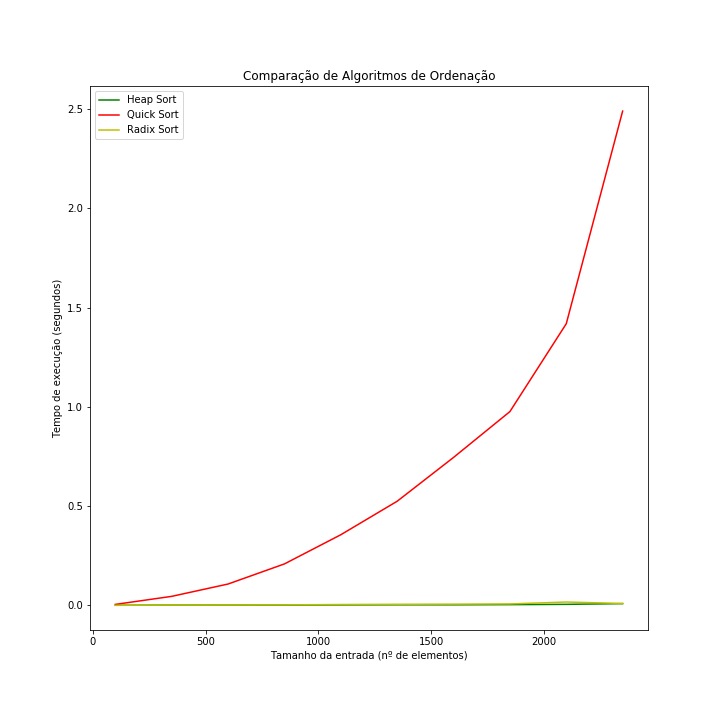 Comparação de Algoritmos de Ordenação
Heap Sort
Quick Sort
Radix Sort
2.5
2.0
1.5
1.0
0.5
0.0
Tempo de execução (segundos)
0
500
1000
1500
2000
Tamanho da entrada (nº de elementos)